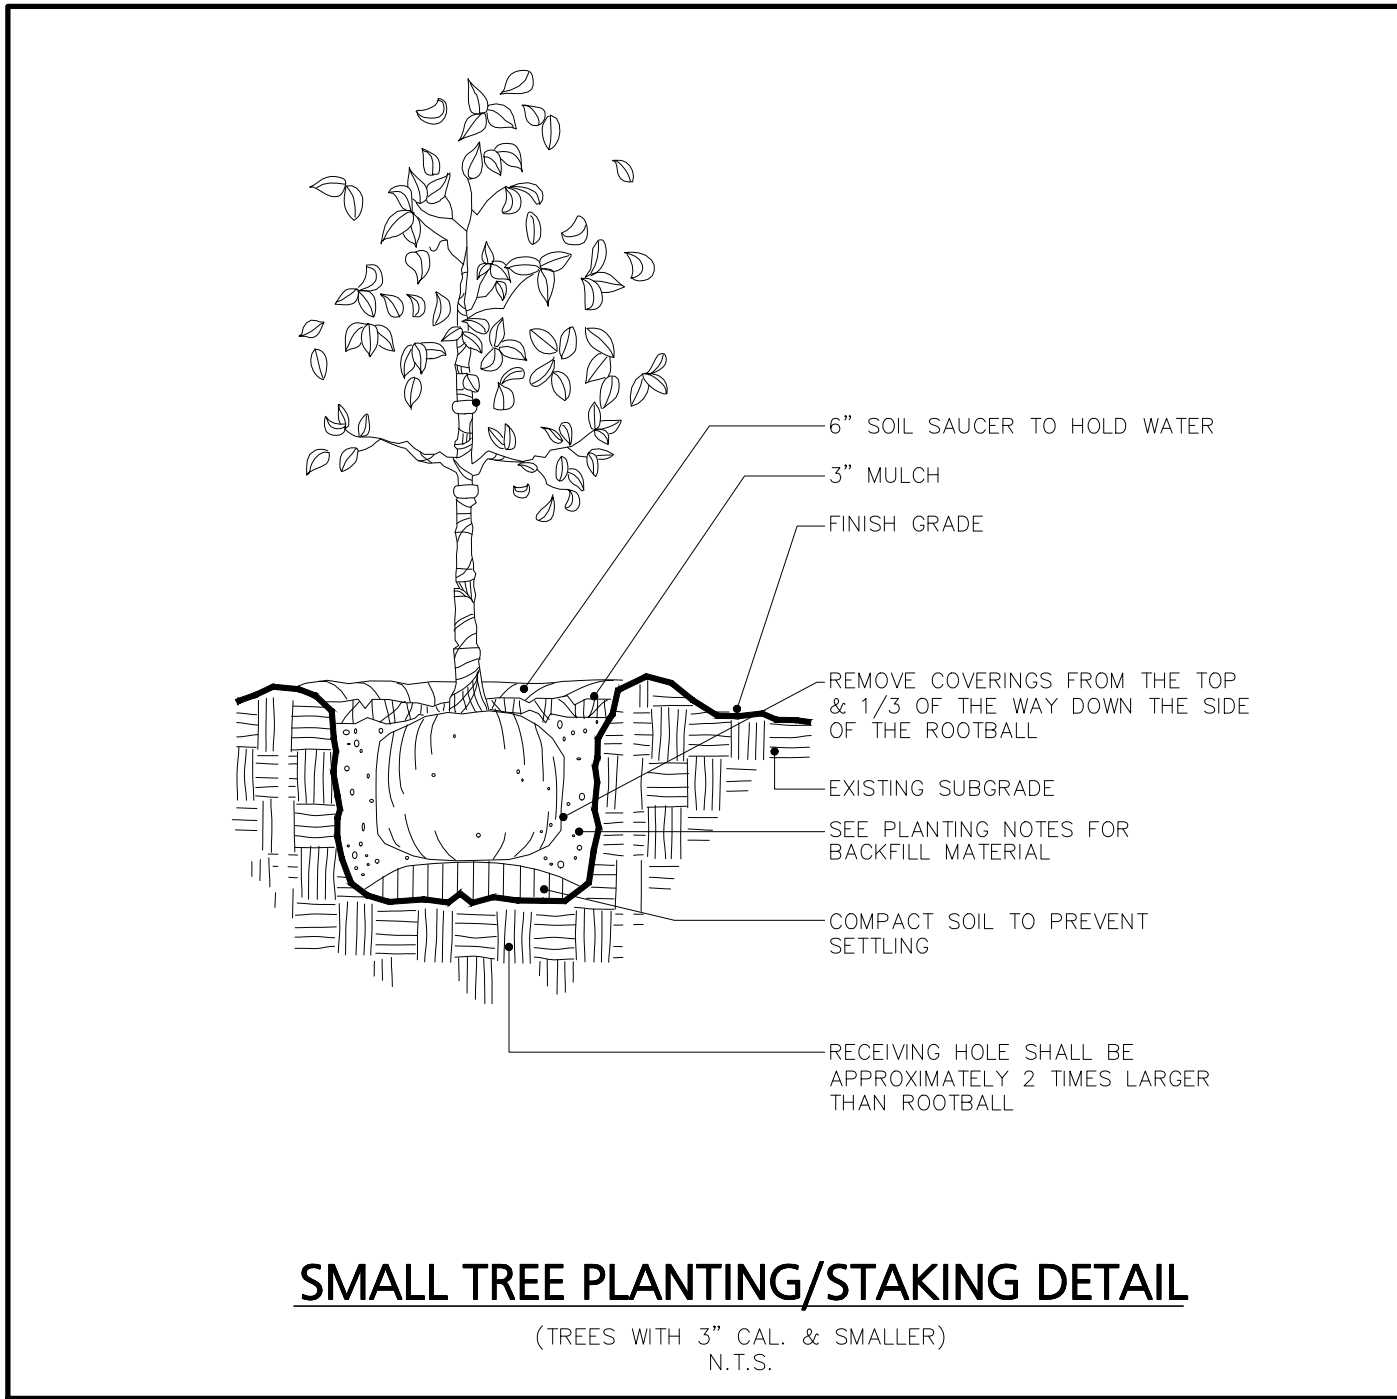 6” SOIL SAUCER TO HOLD WATER
3” MULCH
FINISH GRADE
REMOVE COVERINGS FROM THE TOP
& 1/3 OF THE WAY DOWN THE SIDE
OF THE ROOTBALL
EXISTING SUBGRADE
SEE PLANTING NOTES FOR
BACKFILL MATERIAL
COMPACT SOIL TO PREVENT
SETTLING
RECEIVING HOLE SHALL BE
APPROXIMATELY 2 TIMES LARGER
THAN ROOTBALL
SMALL TREE PLANTING/STAKING DETAIL
(TREES WITH 3” CAL. & SMALLER)
N.T.S.